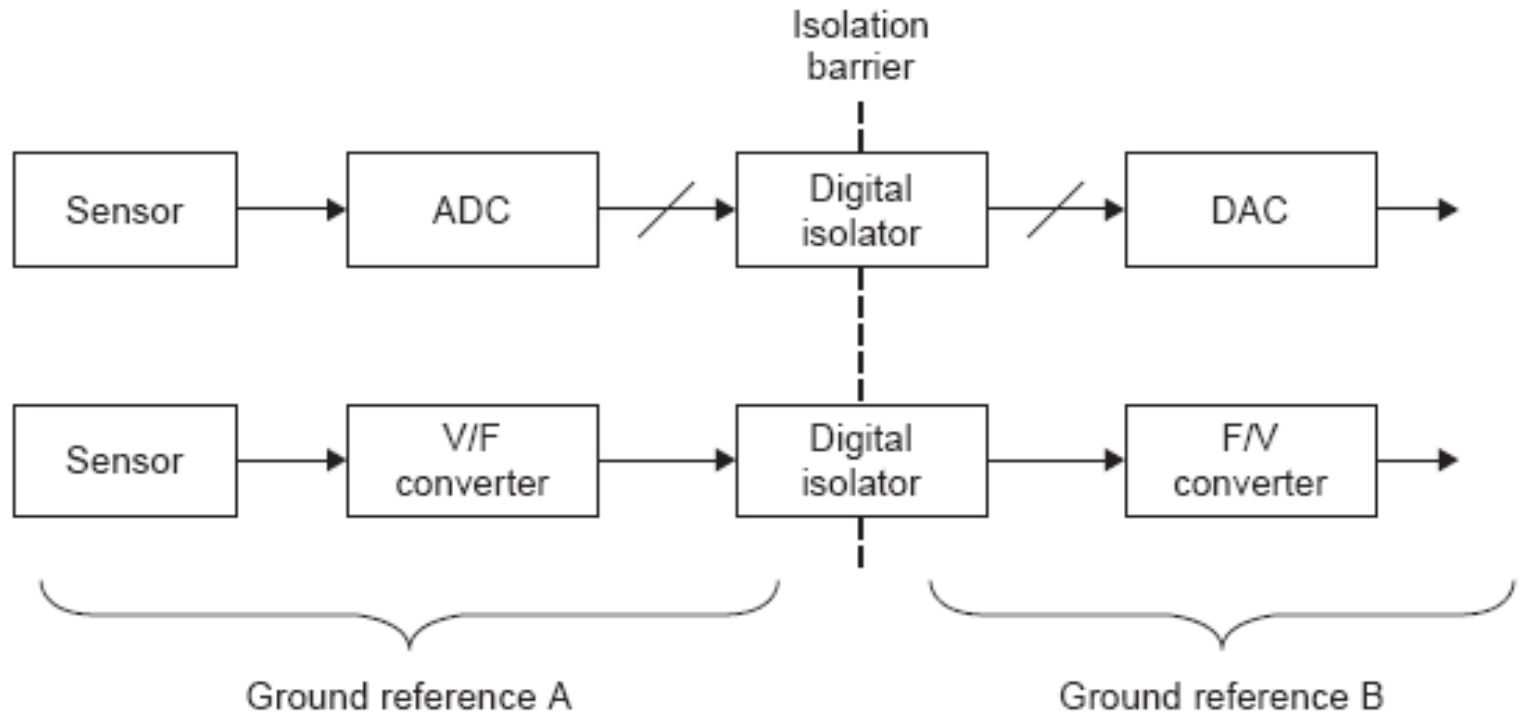 Isolation
barrier
Sensor
ADC
Digital
isolator
DAC
Sensor
V/F
converter
Digital
isolator
F/V
converter
Ground reference A
Ground reference B